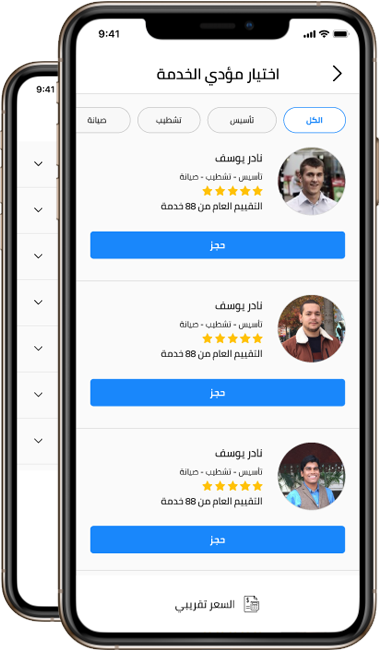 9:41
9:41
اختيار مؤدي الخدمة
الكل
تأسيس
تشطيب
صيانة
نادر يوسف
تأسيس - تشطيب - صيانة
التقييم العام من 88 خدمة
حجز
نادر يوسف
تأسيس - تشطيب - صيانة
التقييم العام من 88 خدمة
حجز
نادر يوسف
تأسيس - تشطيب - صيانة
التقييم العام من 88 خدمة
حجز
السعر تقريبي